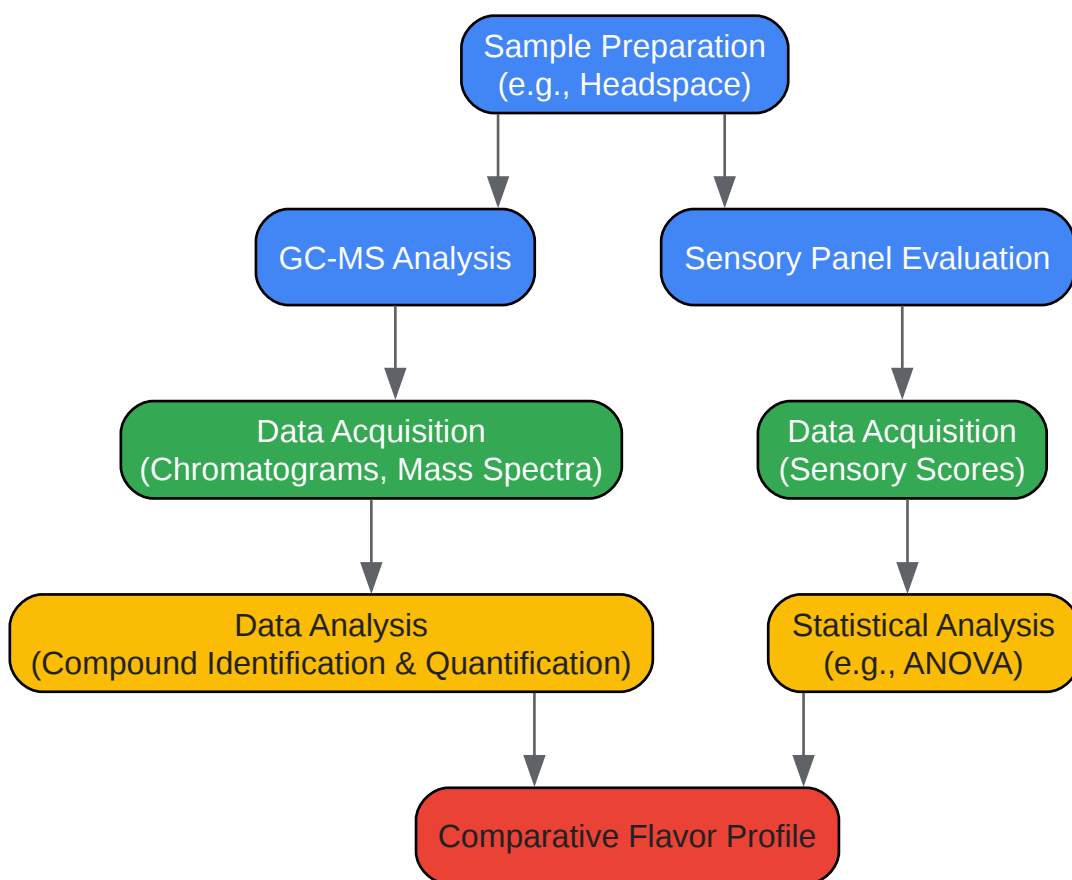 Sample Preparation
(e.g., Headspace)
GC-MS Analysis
Sensory Panel Evaluation
Data Acquisition
(Chromatograms, Mass Spectra)
Data Acquisition
(Sensory Scores)
Data Analysis
(Compound Identification & Quantification)
Statistical Analysis
(e.g., ANOVA)
Comparative Flavor Profile